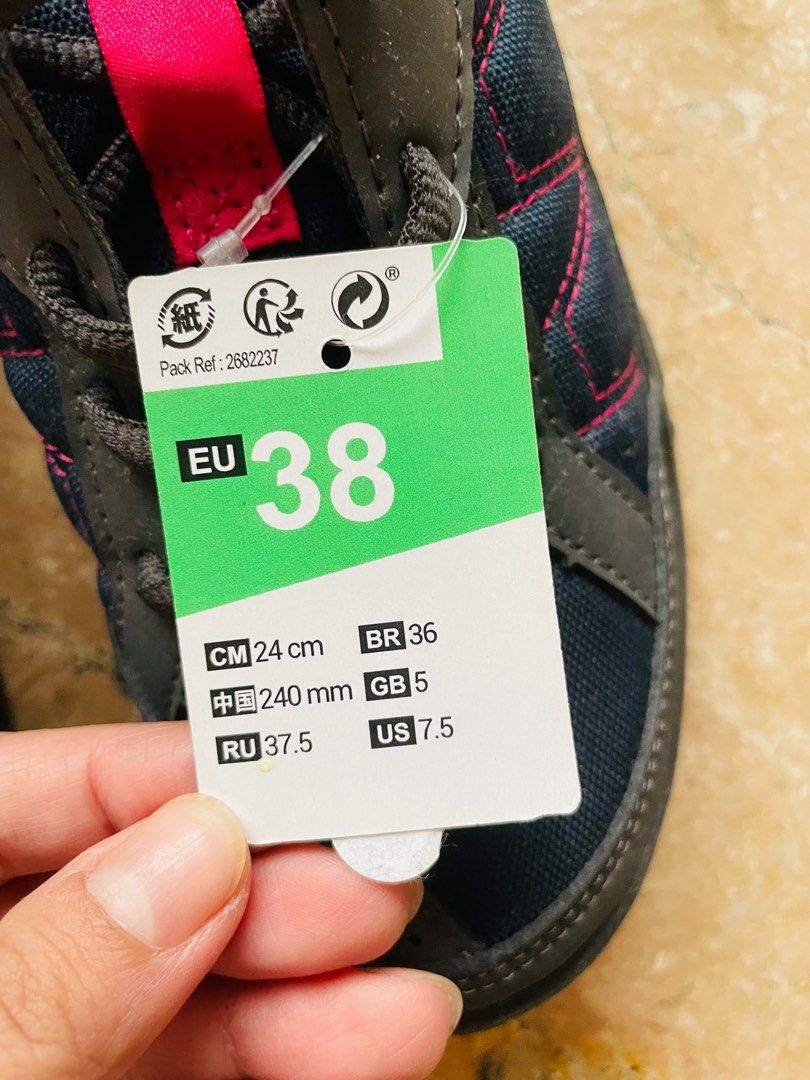 紙
®
Pack Ref : 2682237
EU 38
CM 24 cm BR 36
中国 240 mm GB 5
RU 37.5 US 7.5